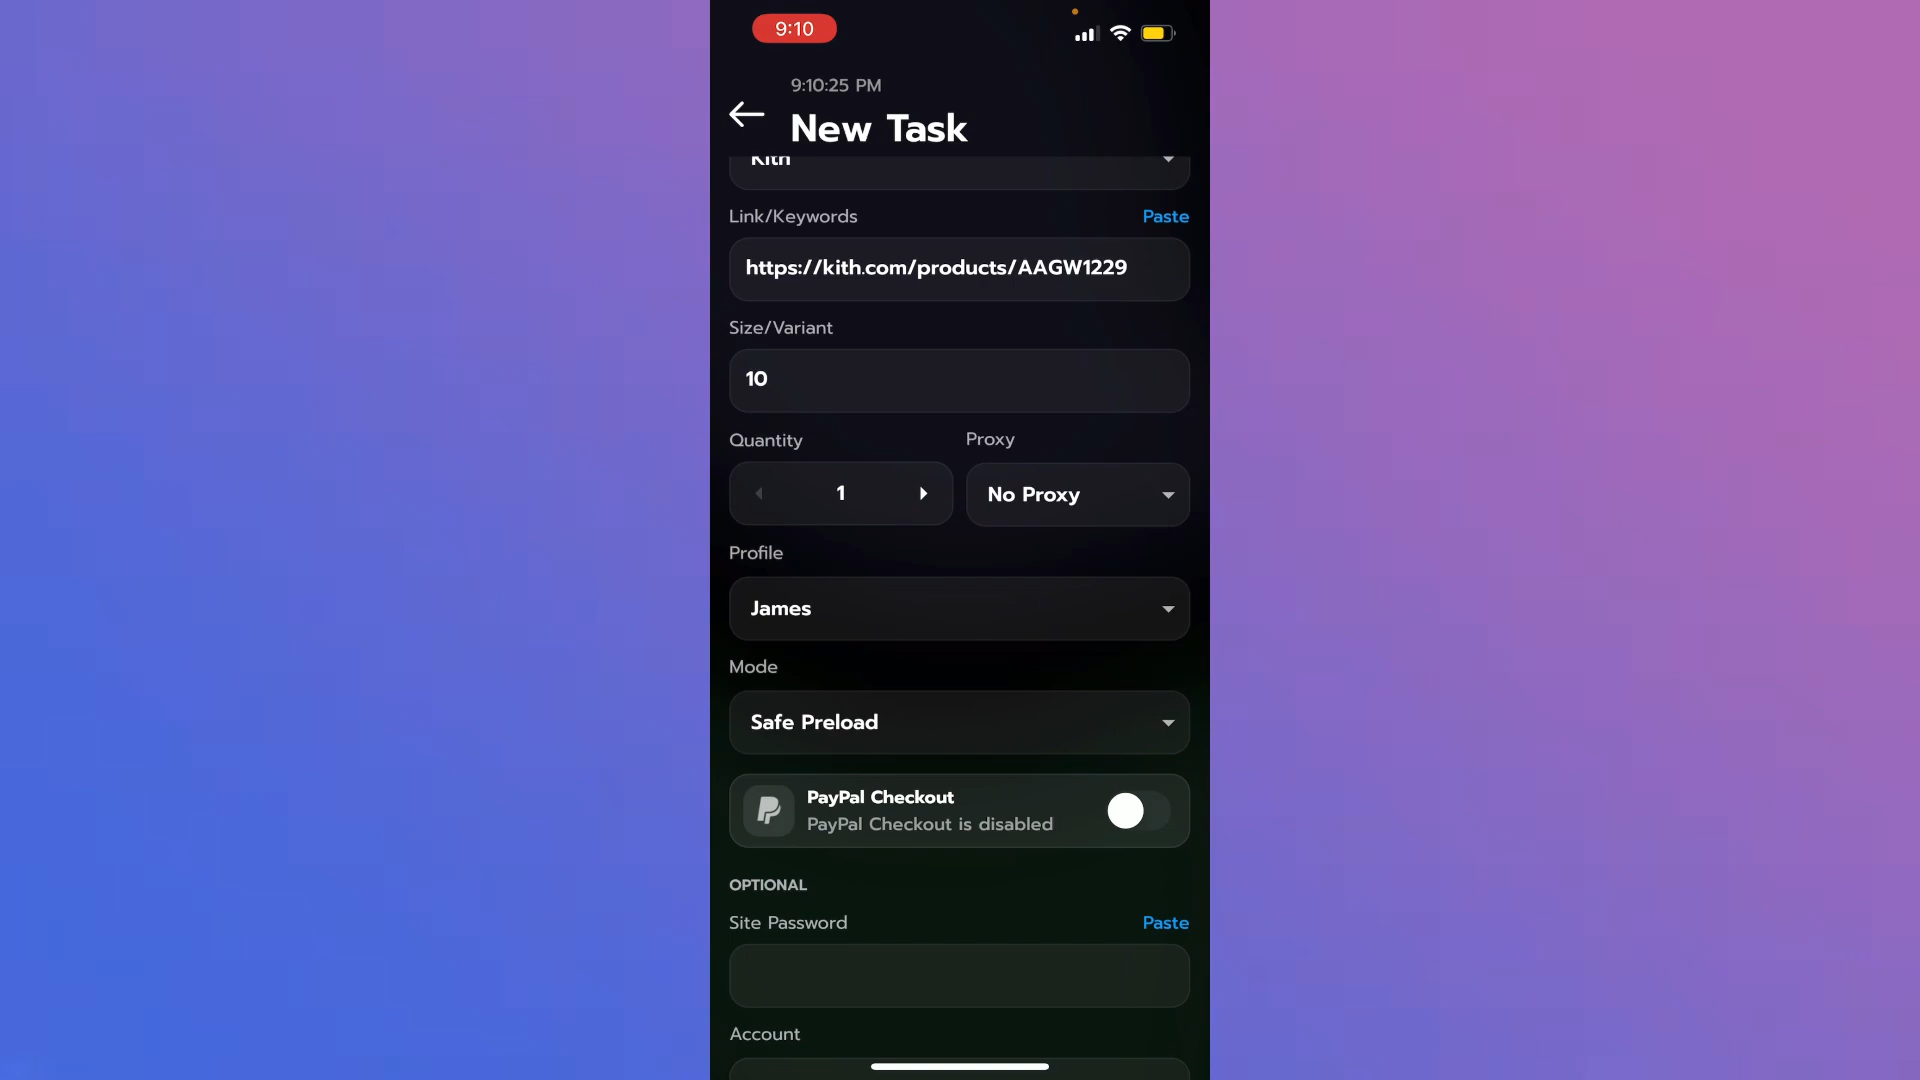 9:10
9:10:25 PM
New Task
Kith
Link/Keywords
Paste
https://kith.com/products/AAGW1229
Size/Variant
10
Quantity
Proxy
1
No Proxy
Profile
James
Mode
Safe Preload
PayPal Checkout
PayPal Checkout is disabled
OPTIONAL
Site Password
Paste
Account